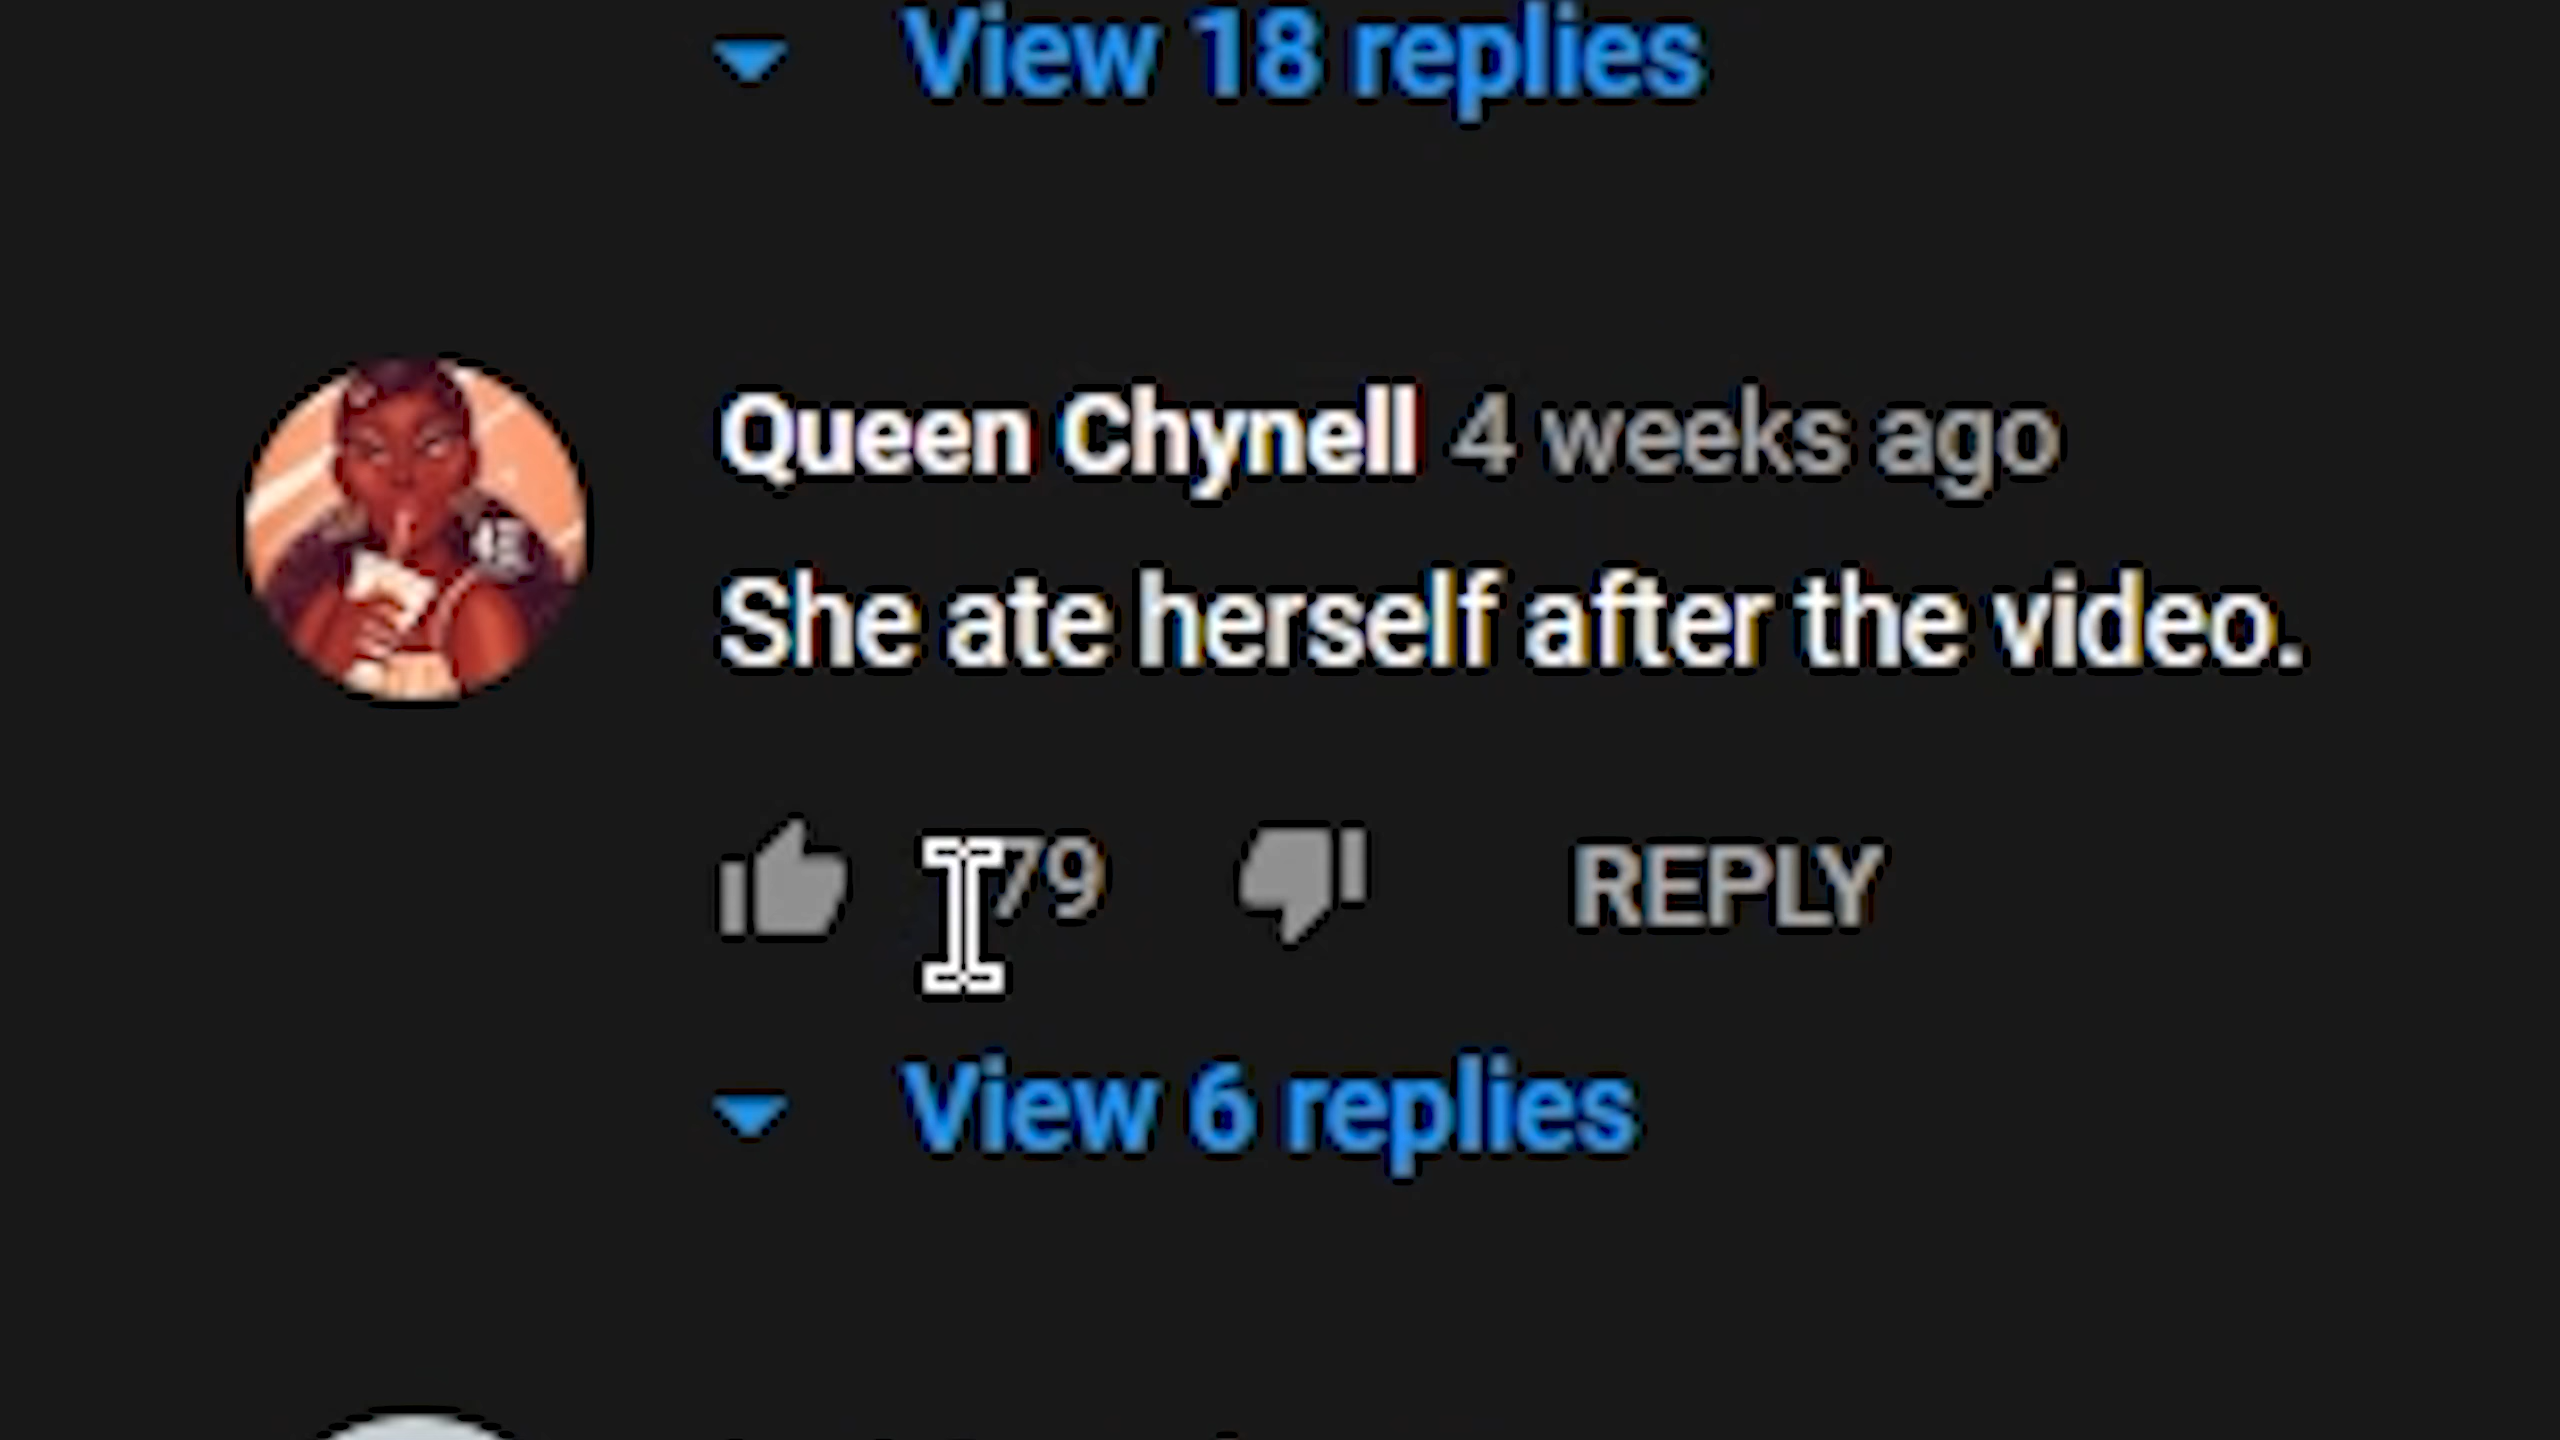 View 18 replies
Queen Chynell 4 weeks ago
She ate herself after the video.
REPLY
View 6 replies